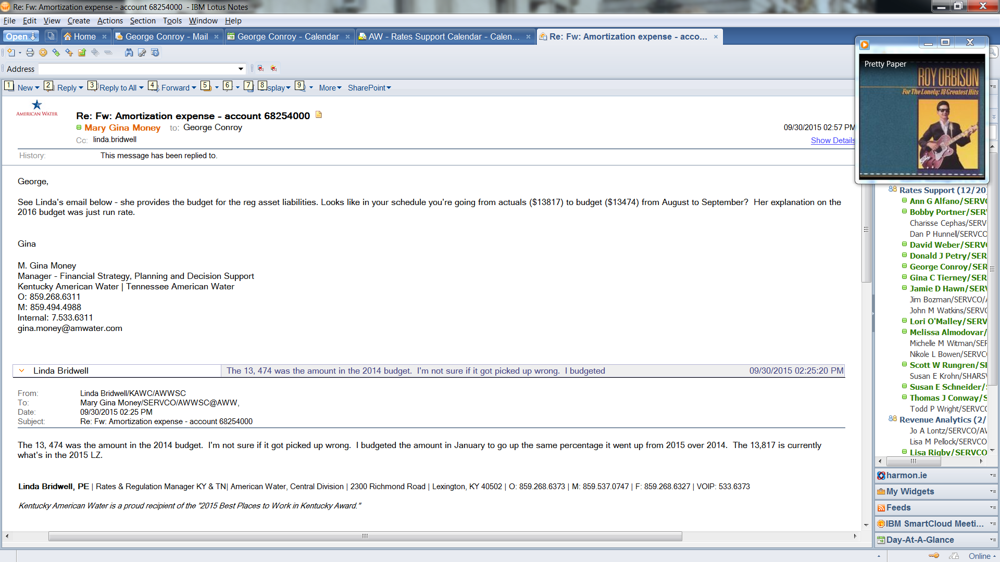 Re: Fw: Amortization expense - account 68254000 - IBM Lotus Notes
File Edit View Create Actions Section Tools Window Help
Open Home George Conroy - Mail George Conroy - Calendar AW - Rates Support Calendar - Calen... Re: Fw: Amortization expense - acco...
Address
1 New 2 Reply 3 Reply to All 4 Forward 5 6 7 8 splay 9 More SharePoint
Pretty Paper
ROY ORBISON
For The Lonely: 18 Greatest Hits
AMERICAN WATER
Re: Fw: Amortization expense - account 68254000
Mary Gina Money to: George Conroy 09/30/2015 02:57 PM
Cc: linda.bridwell Show Details
History: This message has been replied to.
George,
See Linda's email below - she provides the budget for the reg asset liabilities. Looks like in your schedule you're going from actuals ($13817) to budget ($13474) from August to September? Her explanation on the
2016 budget was just run rate.
Gina
M. Gina Money
Manager - Financial Strategy, Planning and Decision Support
Kentucky American Water | Tennessee American Water
O: 859.268.6311
M: 859.494.4988
Internal: 7.533.6311
gina.money@amwater.com
Linda Bridwell The 13, 474 was the amount in the 2014 budget. I'm not sure if it got picked up wrong. I budgeted 09/30/2015 02:25:20 PM
From: Linda Bridwell/KAWC/AWWSC
To: Mary Gina Money/SERVCO/AWWSC@AWW,
Date: 09/30/2015 02:25 PM
Subject: Re: Fw: Amortization expense - account 68254000
The 13, 474 was the amount in the 2014 budget. I'm not sure if it got picked up wrong. I budgeted the amount in January to go up the same percentage it went up from 2015 over 2014. The 13,817 is currently
what's in the 2015 LZ.
Linda Bridwell, PE | Rates & Regulation Manager KY & TN| American Water, Central Division | 2300 Richmond Road | Lexington, KY 40502 | O: 859.268.6373 | M: 859.537.0747 | F: 859.268.6327 | VOIP: 533.6373
Kentucky American Water is a proud recipient of the "2015 Best Places to Work in Kentucky Award."
Rates Support (12/20)
Ann G Alfano/SERVC
Bobby Portner/SER
Charisse Cephas/SERV
Dan P Hunnell/SERVCO
David Weber/SERV
Donald J Petry/SER
George Conroy/SER
Gina C Tierney/SER
Jamie D Hawn/SERV
Jim Bozman/SERVCO/
John M Watkins/SERVC
Lori O'Malley/SERV
Melissa Almodovar/
Michelle M Witman/SER
Nikole L Bowen/SERVC
Scott W Rungren/S
Susan E Krohn/SHARSV
Susan E Schneider/
Thomas J Conway/S
Todd P Wright/SERVC
Revenue Analytics (2/
Jo A Lontz/SERVCO/AV
Lisa M Pellock/SERVCO
Lisa Rigby/SERVCO
harmon.ie
My Widgets
Feeds
IBM SmartCloud Meeti...
Day-At-A-Glance
Online